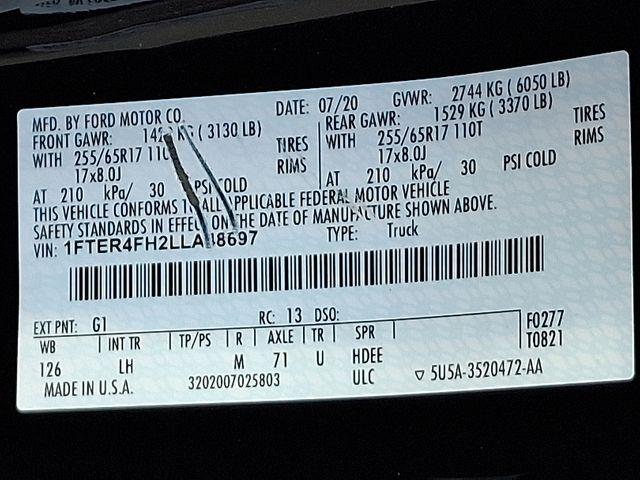 MFD. BY FORD MOTOR CO.
DATE: 07/20
GVWR: 2744 KG ( 6050 LB)
FRONT GAWR: KG ( 3130 LB)
REAR GAWR: 1529 KG ( 3370 LB)
WITH 255/65R17 TIRES
WITH 255/65R17 110T TIRES
17x8.0J RIMS
17x8.0J RIMS
AT 210 kPa/ 30 PSI COLD
AT 210 kPa/ 30 PSI COLD
THIS VEHICLE CONFORMS ALL APPLICABLE FEDERAL MOTOR VEHICLE
SAFETY STANDARDS IN EFFECT ON THE DATE OF MANUFACTURE SHOWN ABOVE.
VIN: TYPE: Truck
EXT PNT: G1 RC: 13 DSO:
WB INT TR TP/PS R AXLE TR SPR
F0277
T0821
126 LH M 71 U HDEE
MADE IN U.S.A. 3202007025803 ULC ▽ 5U5A-3520472-AA